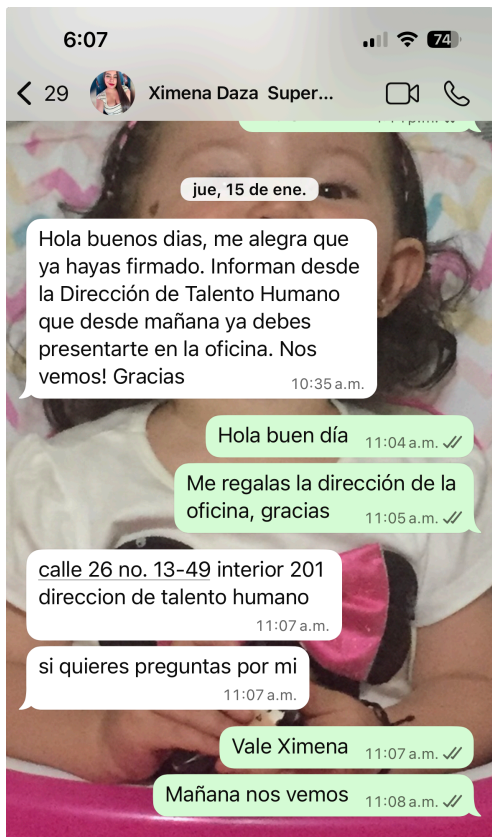 6:07
74
29
Ximena Daza Super...
jue, 15 de ene.
Hola buenos dias, me alegra que
ya hayas firmado. Informan desde
la Dirección de Talento Humano
que desde mañana ya debes
presentarte en la oficina. Nos
vemos! Gracias
10:35 a.m.
Hola buen día
11:04 a.m.
Me regalas la dirección de la
oficina, gracias
11:05 a.m.
calle 26 no. 13-49 interior 201
direccion de talento humano
11:07 a.m.
si quieres preguntas por mi
11:07 a.m.
Vale Ximena
11:07 a.m.
Mañana nos vemos
11:08 a.m.